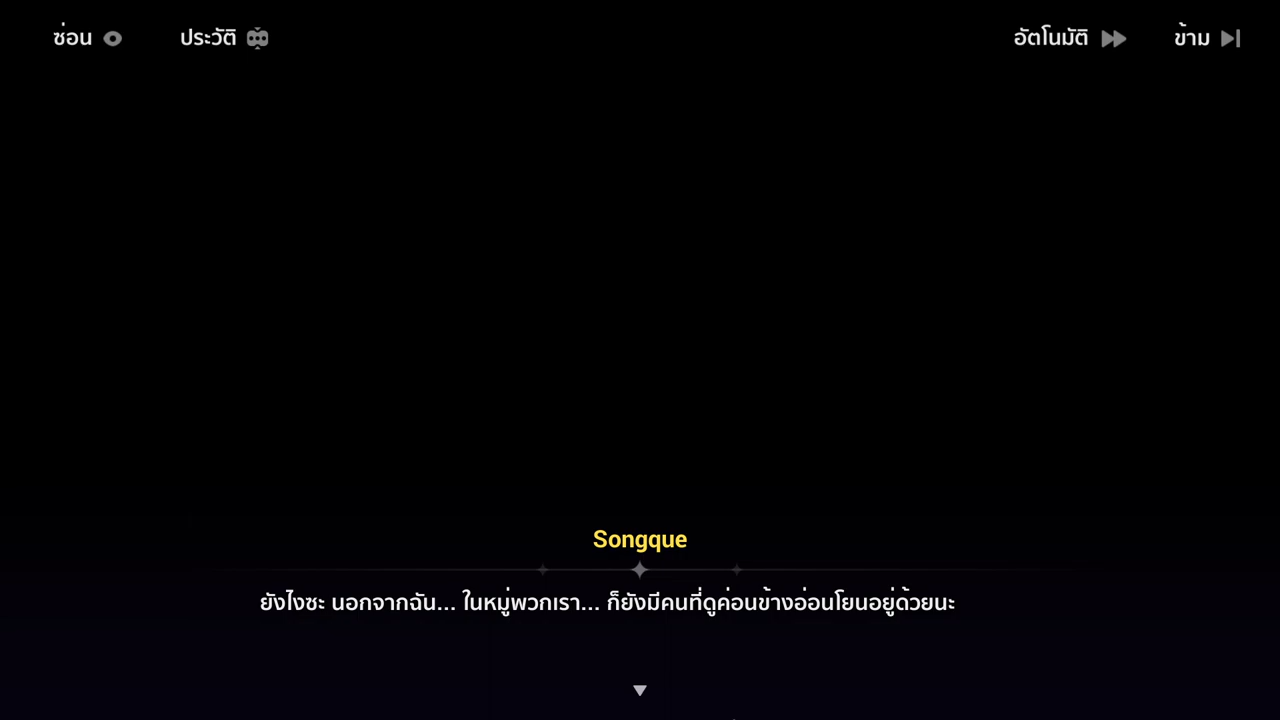 ซ่อน
ประวัติ
อัตโนมัติ
ข้าม
Songque
ยังไงซะ นอกจากฉัน... ในหมู่พวกเรา... ก็ยังมีคนที่ดูค่อนข้างอ่อนโยนอยู่ด้วยนะ